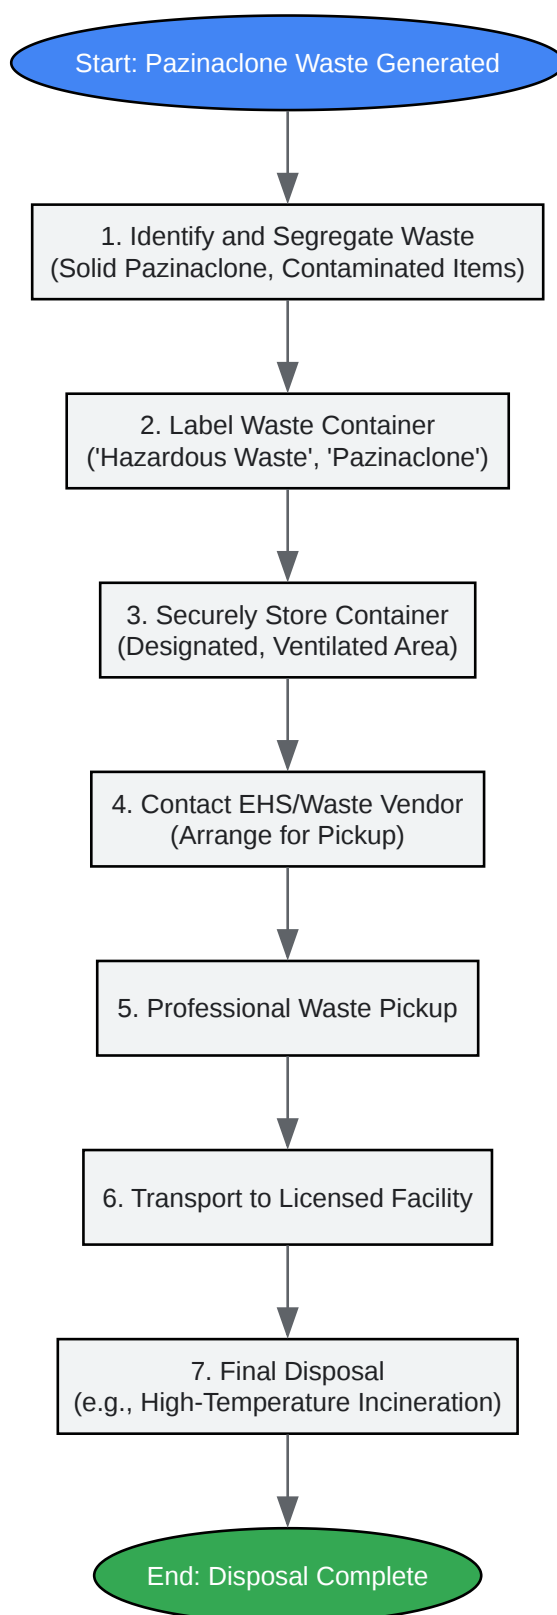 Start: Pazinaclone Waste Generated
1. Identify and Segregate Waste
(Solid Pazinaclone, Contaminated Items)
2. Label Waste Container
('Hazardous Waste', 'Pazinaclone')
3. Securely Store Container
(Designated, Ventilated Area)
4. Contact EHS/Waste Vendor
(Arrange for Pickup)
5. Professional Waste Pickup
6. Transport to Licensed Facility
7. Final Disposal
(e.g., High-Temperature Incineration)
End: Disposal Complete